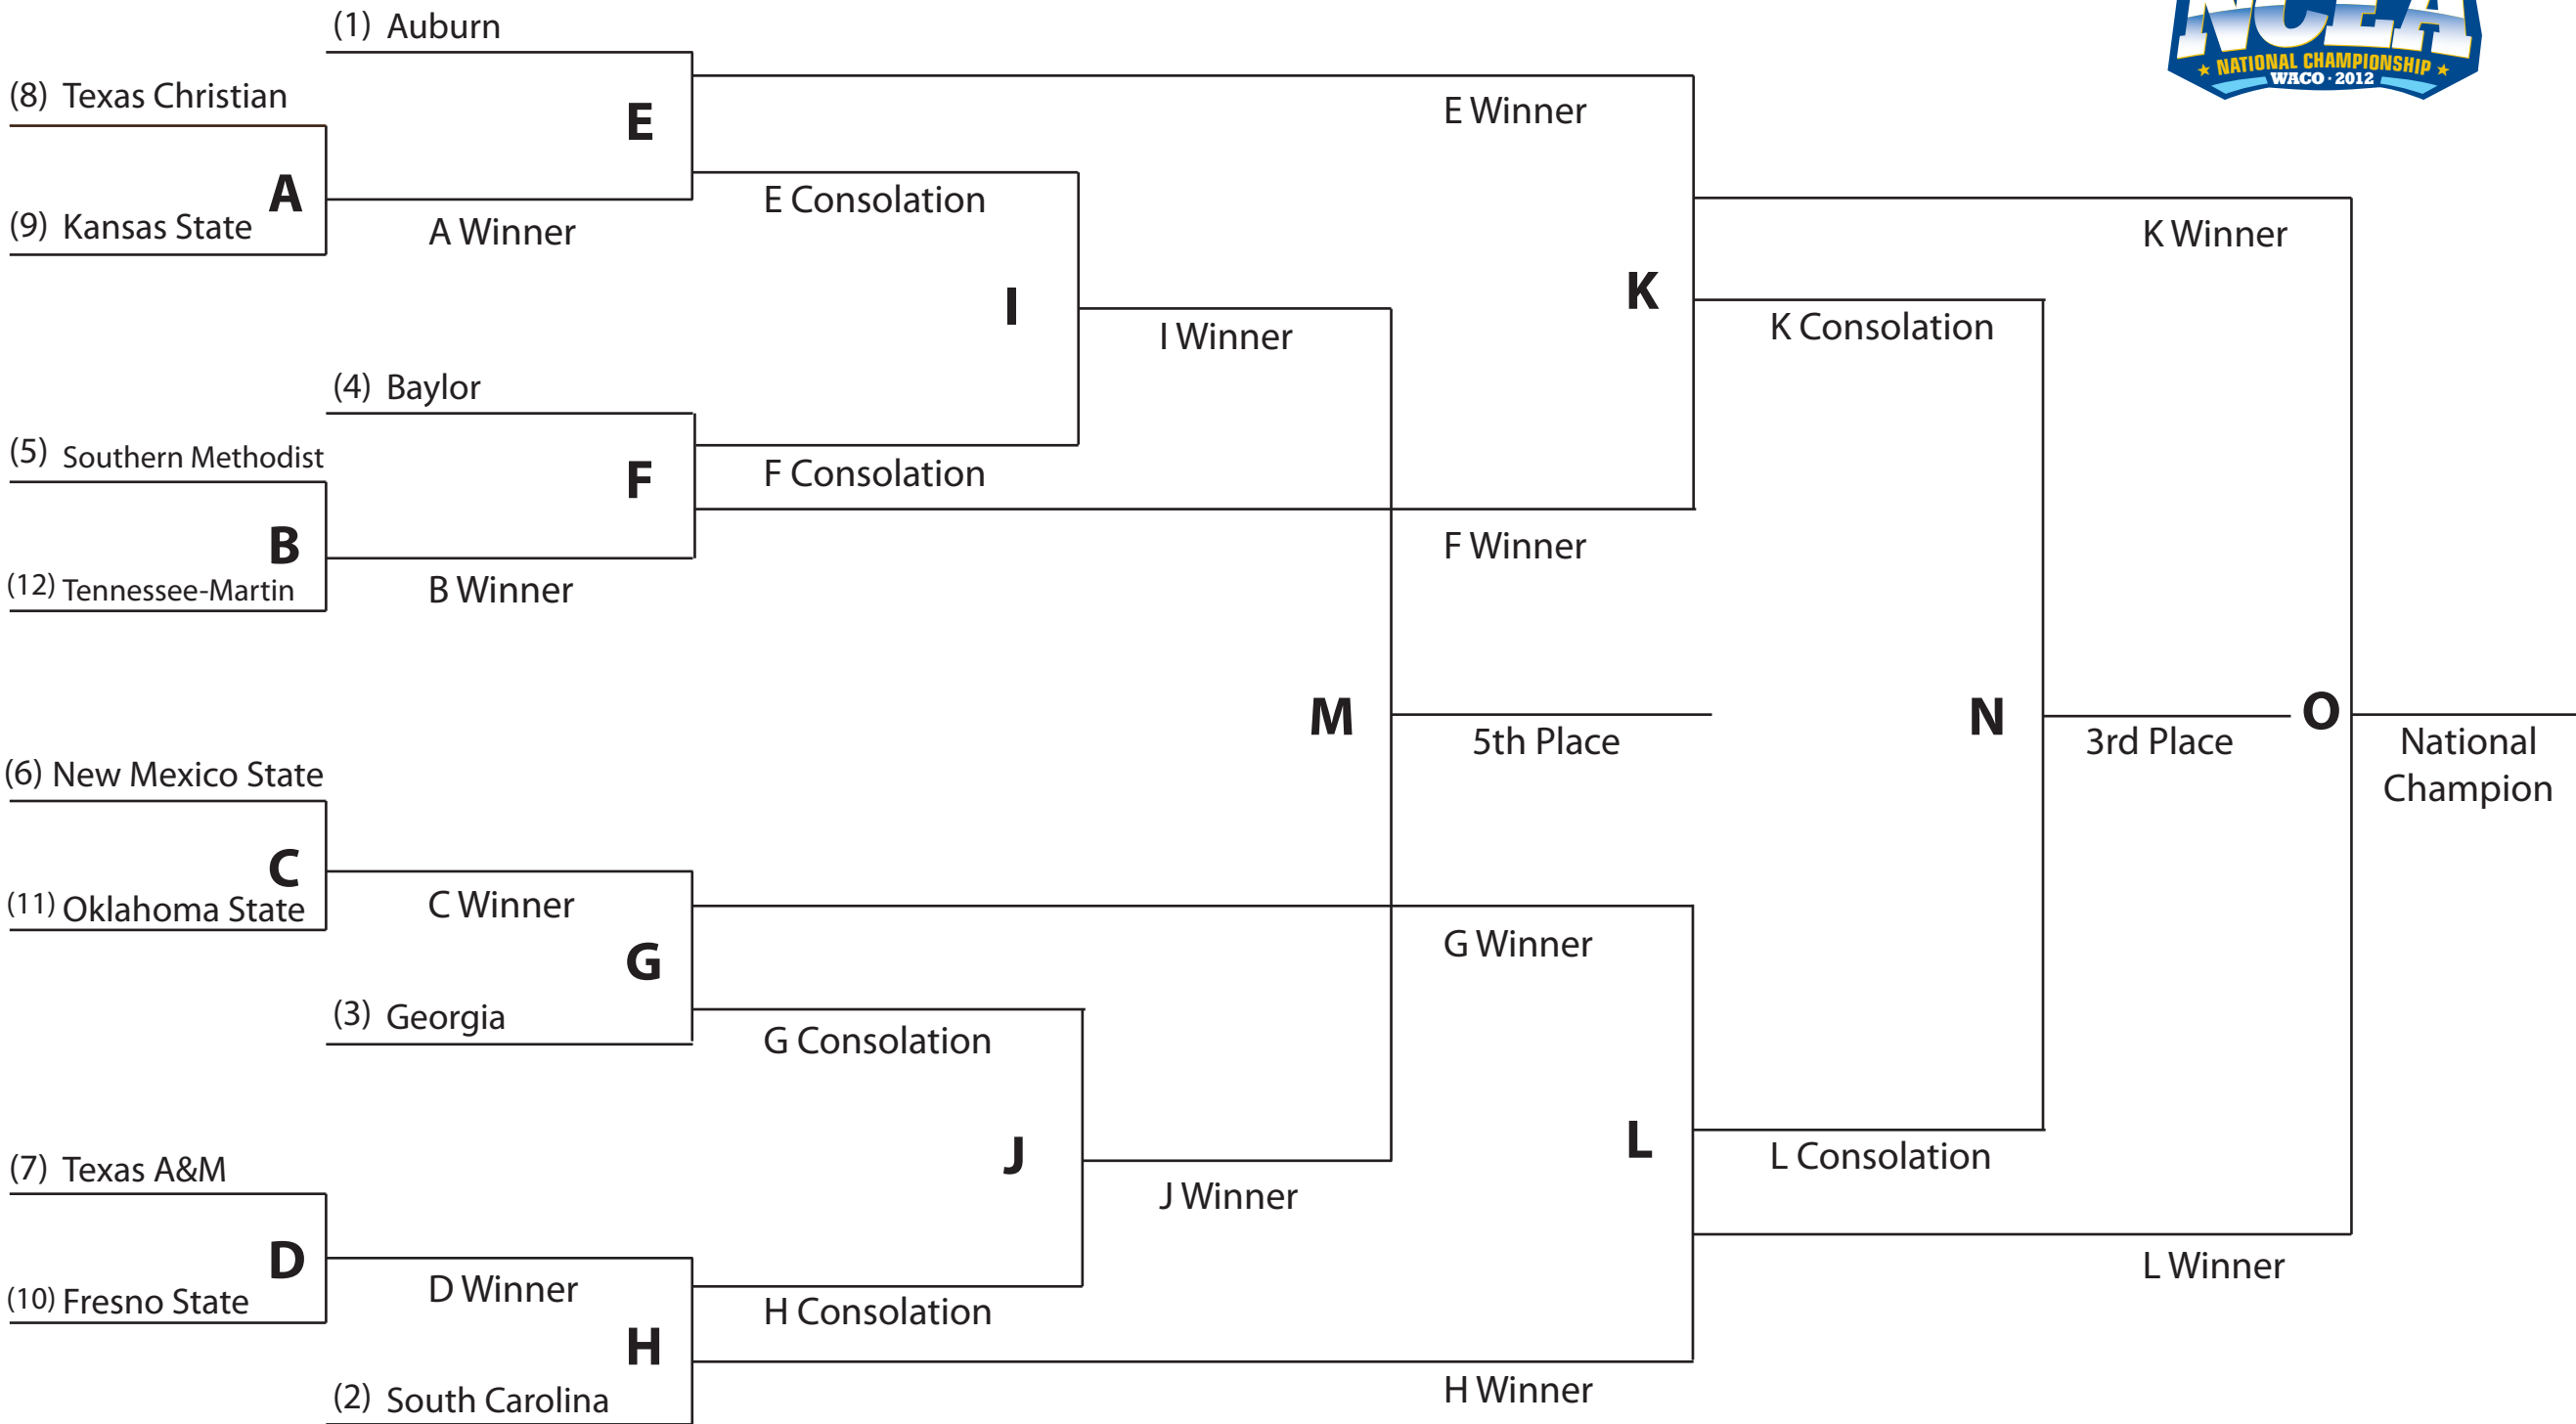 NCEA
NATIONAL CHAMPIONSHIP
WACO · 2012
(1) Auburn
(8) Texas Christian
E
E Winner
A
(9) Kansas State
A Winner
E Consolation
K Winner
I
K
I Winner
K Consolation
(4) Baylor
(5) Southern Methodist
F
F Consolation
B
F Winner
(12) Tennessee-Martin
B Winner
M
N
O
5th Place
3rd Place
National
Champion
(6) New Mexico State
C
(11) Oklahoma State
C Winner
G
G Winner
(3) Georgia
G Consolation
J
L
(7) Texas A&M
L Consolation
J Winner
D
(10) Fresno State
D Winner
H Consolation
L Winner
H
(2) South Carolina
H Winner